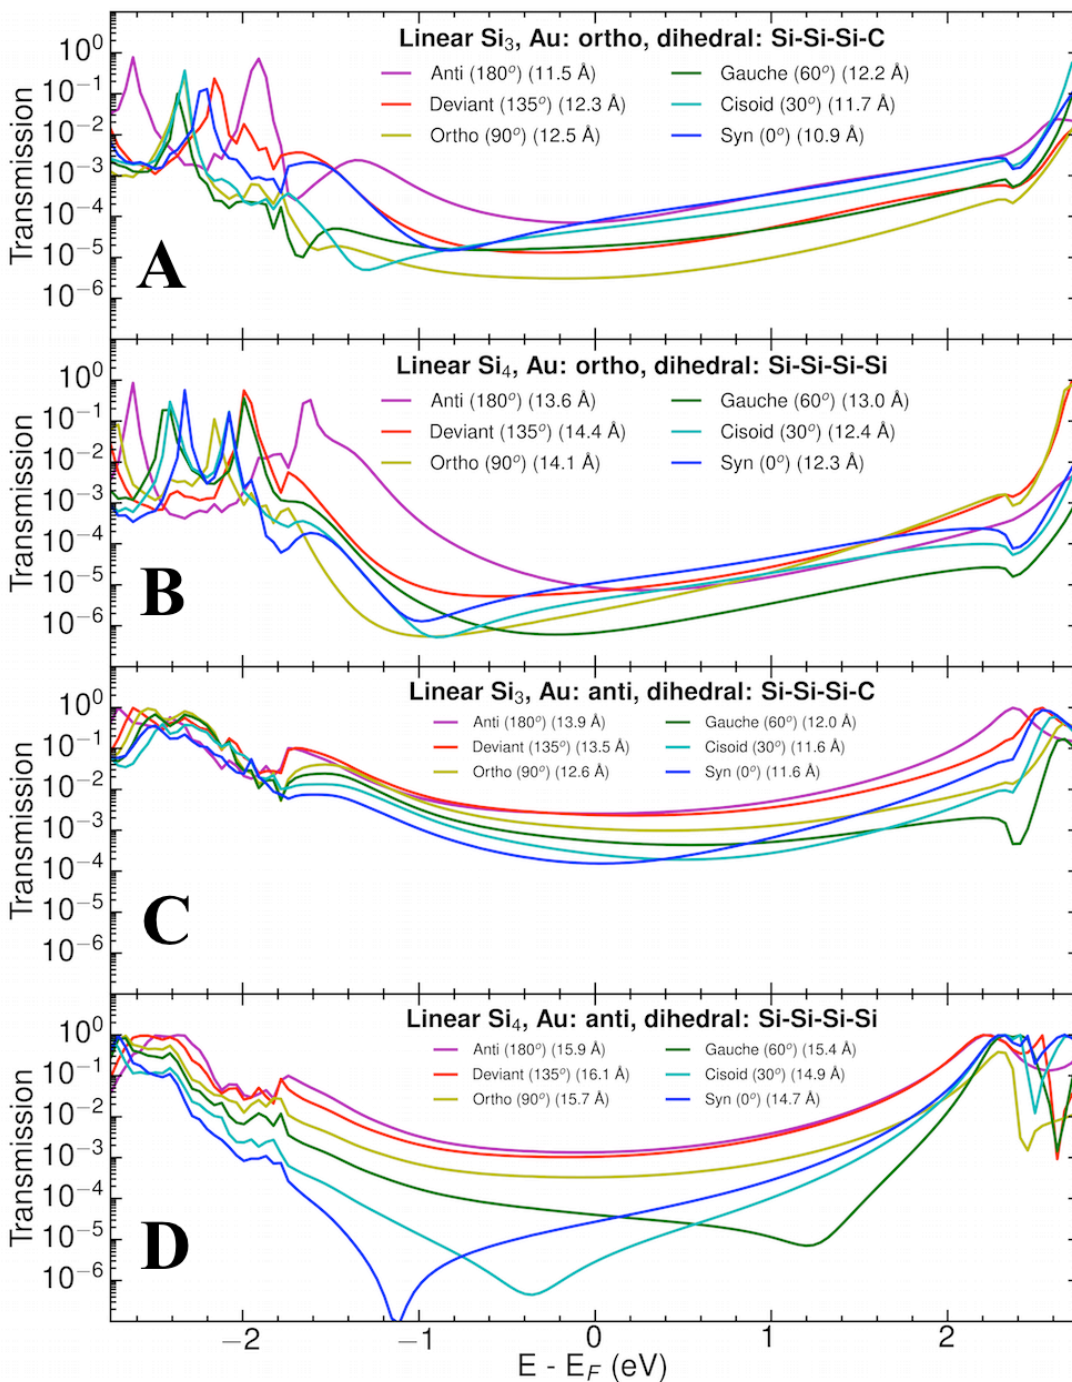 Linear Si₃, Au: ortho, dihedral: Si-Si-Si-C
Anti (180°) (11.5 Å) Gauche (60°) (12.2 Å)
Deviant (135°) (12.3 Å) Cisoid (30°) (11.7 Å)
Ortho (90°) (12.5 Å) Syn (0°) (10.9 Å)
Transmission
10⁰
10⁻¹
10⁻²
10⁻³
10⁻⁴
10⁻⁵
10⁻⁶
A
Linear Si₄, Au: ortho, dihedral: Si-Si-Si-Si
Anti (180°) (13.6 Å) Gauche (60°) (13.0 Å)
Deviant (135°) (14.4 Å) Cisoid (30°) (12.4 Å)
Ortho (90°) (14.1 Å) Syn (0°) (12.3 Å)
Transmission
10⁰
10⁻¹
10⁻²
10⁻³
10⁻⁴
10⁻⁵
10⁻⁶
B
Linear Si₃, Au: anti, dihedral: Si-Si-Si-C
Anti (180°) (13.9 Å) Gauche (60°) (12.0 Å)
Deviant (135°) (13.5 Å) Cisoid (30°) (11.6 Å)
Ortho (90°) (12.6 Å) Syn (0°) (11.6 Å)
Transmission
10⁰
10⁻¹
10⁻²
10⁻³
10⁻⁴
10⁻⁵
10⁻⁶
C
Linear Si₄, Au: anti, dihedral: Si-Si-Si-Si
Anti (180°) (15.9 Å) Gauche (60°) (15.4 Å)
Deviant (135°) (16.1 Å) Cisoid (30°) (14.9 Å)
Ortho (90°) (15.7 Å) Syn (0°) (14.7 Å)
Transmission
10⁰
10⁻¹
10⁻²
10⁻³
10⁻⁴
10⁻⁵
10⁻⁶
D
−2 −1 0 1 2
E - E_F (eV)